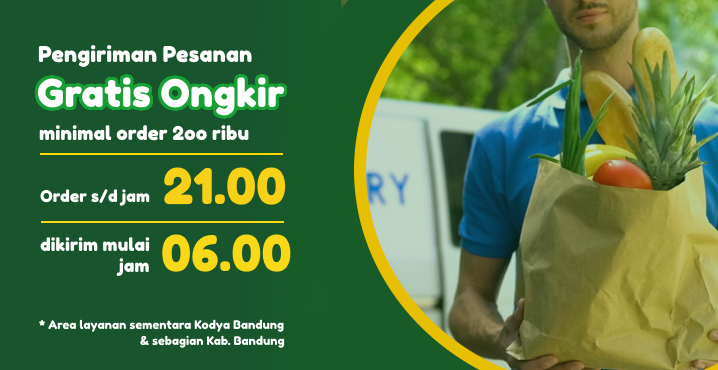 Pengiriman Pesanan
Gratis Ongkir
minimal order 2oo ribu
Order s/d jam 21.00
dikirim mulai
jam 06.00
* Area layanan sementara Kodya Bandung
& sebagian Kab. Bandung
RY